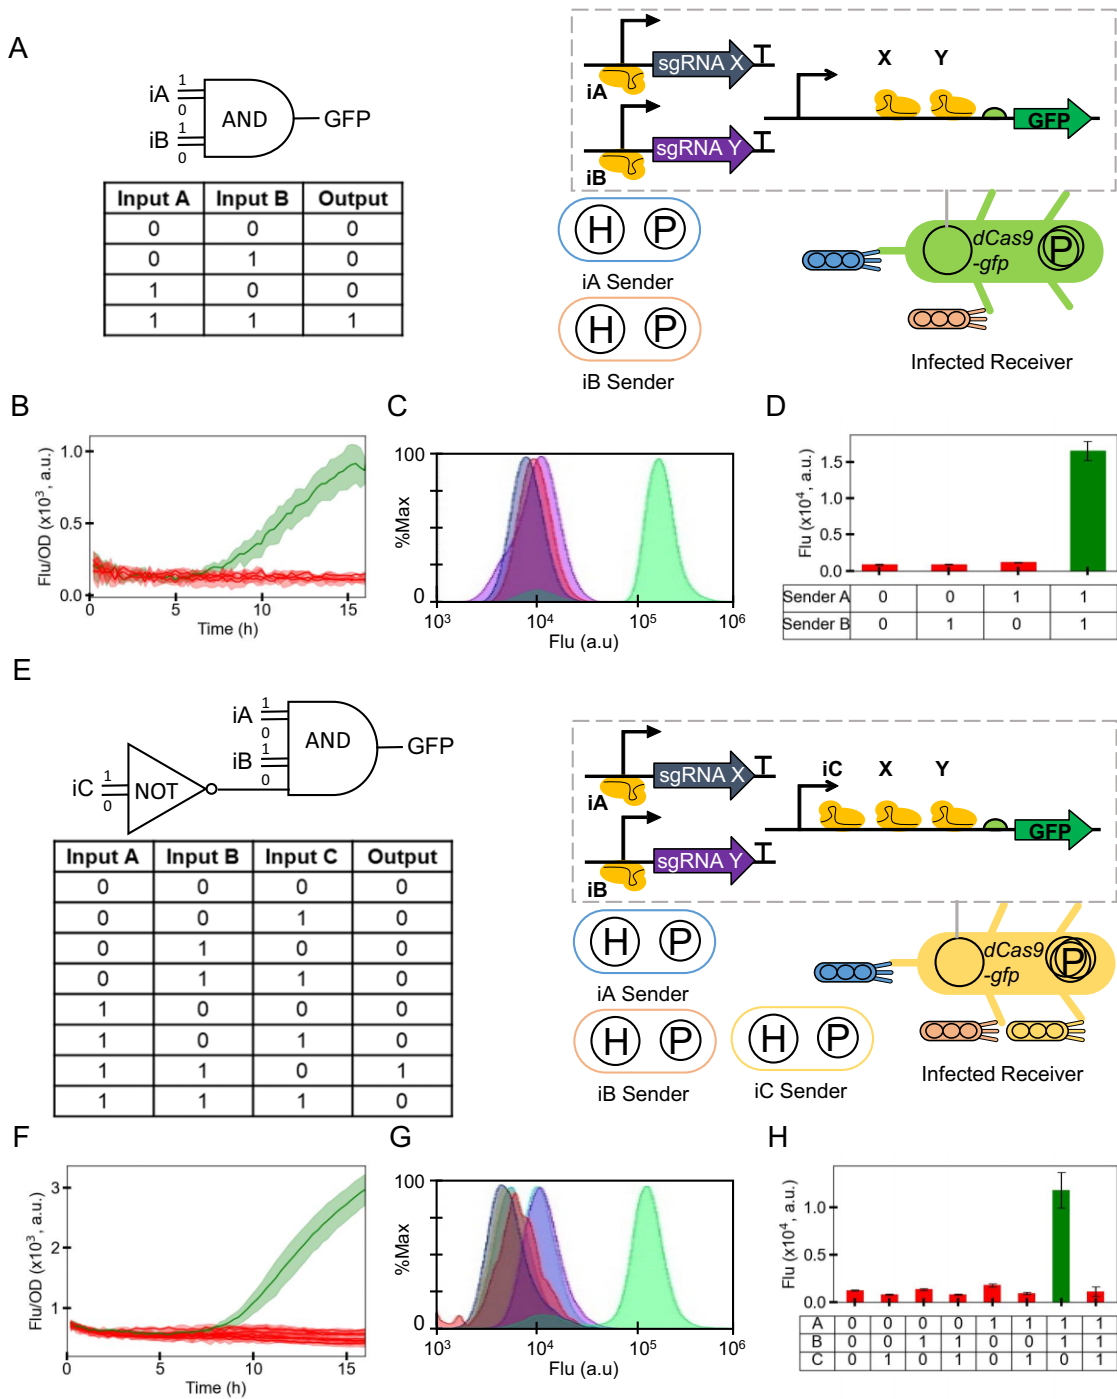 A
iA 1 0
iB 1 0
AND
GFP
Input A Input B Output
0 0 0
0 1 0
1 0 0
1 1 1
sgRNA X
iA
sgRNA Y
iB
X Y
GFP
H P
iA Sender
H P
iB Sender
dCas9
-gfp
P
Infected Receiver
B
Flu/OD (x10³, a.u.)
1.0
0.5
0.0
0 5 10 15
Time (h)
C
%Max
100
0
10³ 10⁴ 10⁵ 10⁶
Flu (a.u)
D
Flu (x10⁴, a.u.)
1.5
1.0
0.5
0.0
Sender A 0 0 1 1
Sender B 0 1 0 1
E
iA 1 0
iB 1 0
AND
GFP
iC 1 0
NOT
Input A Input B Input C Output
0 0 0 0
0 0 1 0
0 1 0 0
0 1 1 0
1 0 0 0
1 0 1 0
1 1 0 1
1 1 1 0
sgRNA X
iA
sgRNA Y
iB
iC X Y
GFP
H P
iA Sender
H P
iB Sender
H P
iC Sender
dCas9
-gfp
P
Infected Receiver
F
Flu/OD (x10³, a.u.)
3
2
1
0 5 10 15
Time (h)
G
%Max
100
0
10³ 10⁴ 10⁵ 10⁶
Flu (a.u)
H
Flu (x10⁴, a.u.)
1.0
0.5
0.0
A 0 0 0 0 1 1 1 1
B 0 0 1 1 0 0 1 1
C 0 1 0 1 0 1 0 1